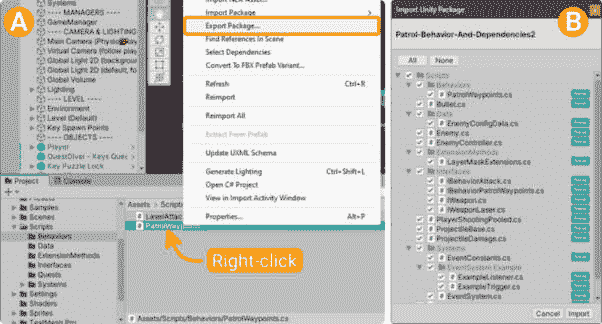 A
Systems
---- MANAGERS ----
GameManager
---- CAMERA & LIGHTING
Main Camera (Physics
Virtual Camera (follow play
Global Light 2D (backgroun
Global Light 2D (default, fo
Global Volume
Lighting
---- LEVEL ----
Environment
Level (Default)
Key Spawn Points
---- OBJECTS ----
Player
QuestGiver - Keys Ques
Key Puzzle Lock
Import New Asset...
Import Package
Export Package...
Find References In Scene
Select Dependencies
Convert To FBX Prefab Variant...
Refresh Ctrl+R
Reimport
Reimport All
Extract From Prefab
Update UXML Schema
Generate Lighting Ctrl+Shift+L
Open C# Project
View in Import Activity Window
Properties... Alt+P
Project
Console
Prefabs
Samples
Scenes
Scripts
Behaviors
Data
ExtensionMethods
Interfaces
Quests
Systems
Settings
Shaders
Sprites
TextMesh Pro
Assets > Scripts
PatrolWaypoints
Right-click
Assets/Scripts/Behaviors/PatrolWaypoints.cs
B
Import Unity Package
Patrol-Behavior-And-Dependencies2
All None
Scripts
Behaviors
PatrolWaypoints.cs
Bullet.cs
Data
EnemyConfigData.cs
Enemy.cs
EnemyController.cs
ExtensionMethods
LayerMaskExtensions.cs
Interfaces
IBehaviorAttack.cs
IBehaviorPatrolWaypoints.cs
IWeapon.cs
IWeaponLaser.cs
PlayerShootingPooled.cs
ProjectileBase.cs
ProjectileDamage.cs
Systems
EventConstants.cs
EventSystem Example
ExampleListener.cs
ExampleTrigger.cs
EventSystem.cs
Cancel Import